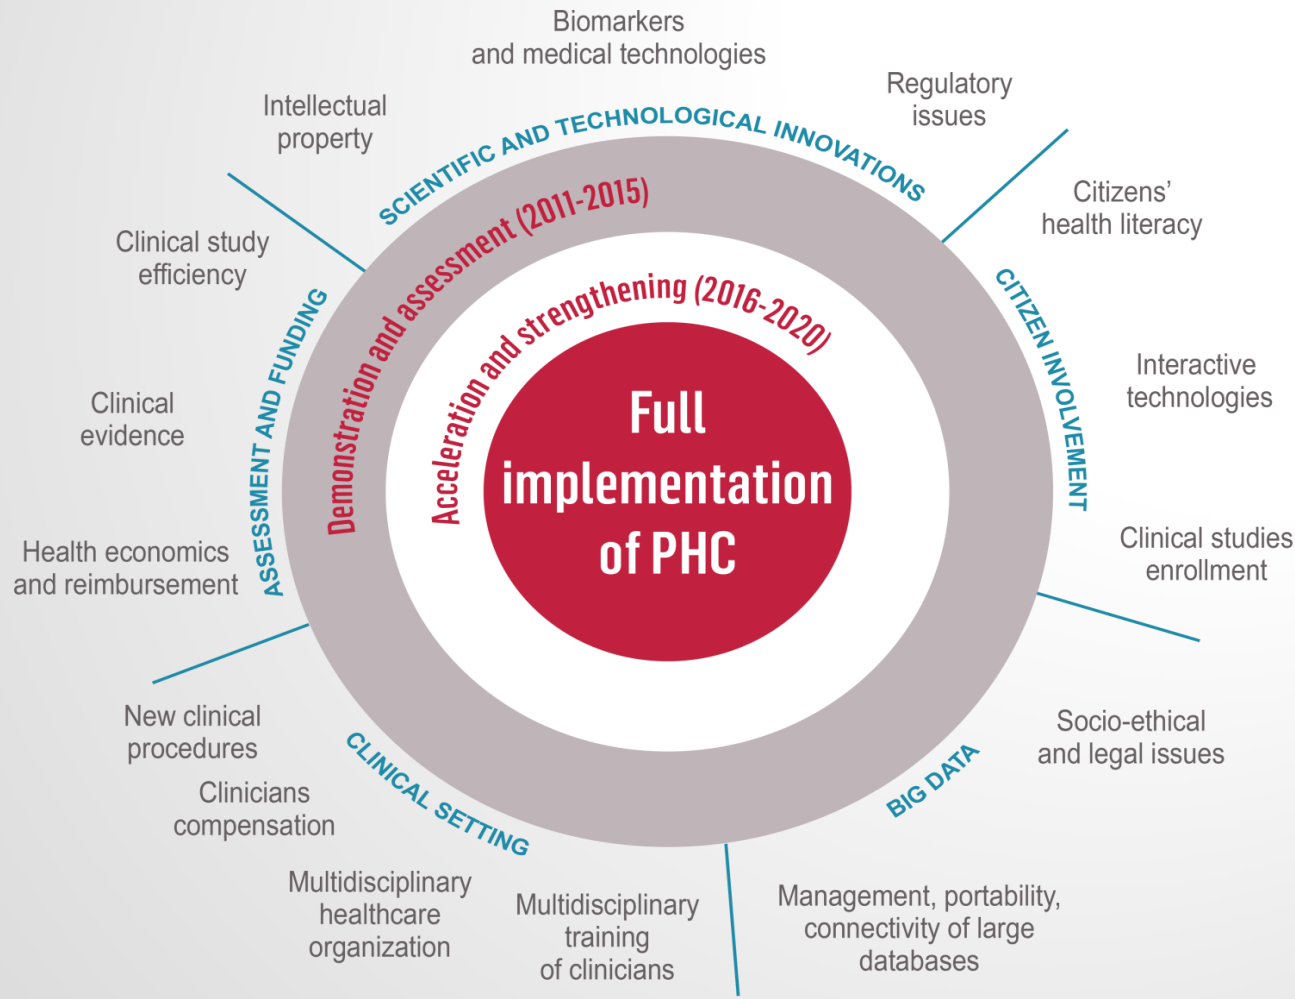 Biomarkers
and medical technologies
Regulatory
issues
Intellectual
property
SCIENTIFIC AND TECHNOLOGICAL INNOVATIONS
Citizens’
health literacy
Interactive
technologies
Clinical studies
enrollment
CITIZEN INVOLVEMENT
Socio-ethical
and legal issues
Management, portability,
connectivity of large
databases
BIG DATA
Multidisciplinary
training
of clinicians
Multidisciplinary
healthcare
organization
Clinicians
compensation
New clinical
procedures
CLINICAL SETTING
Health economics
and reimbursement
Clinical
evidence
Clinical study
efficiency
ASSESSMENT AND FUNDING
Demonstration and assessment (2011-2015)
Acceleration and strengthening (2016-2020)
Full
implementation
of PHC